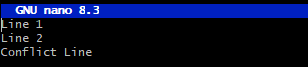 GNU nano 8.3
Line 1
Line 2
Conflict Line